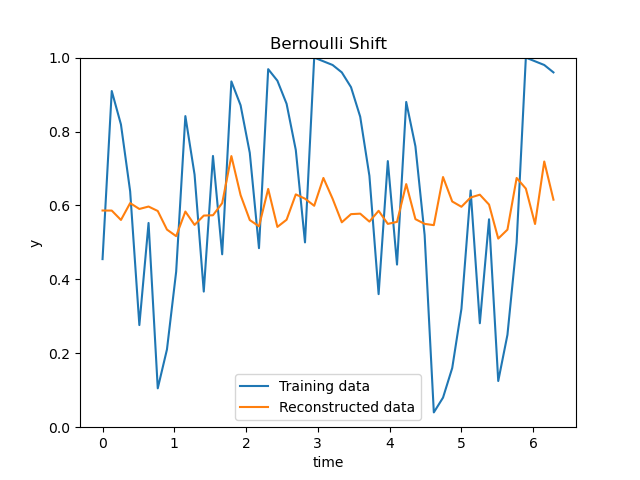 Bernoulli Shift
1.0
0.8
0.6
0.4
0.2
0.0
y
Training data
Reconstructed data
0 1 2 3 4 5 6
time